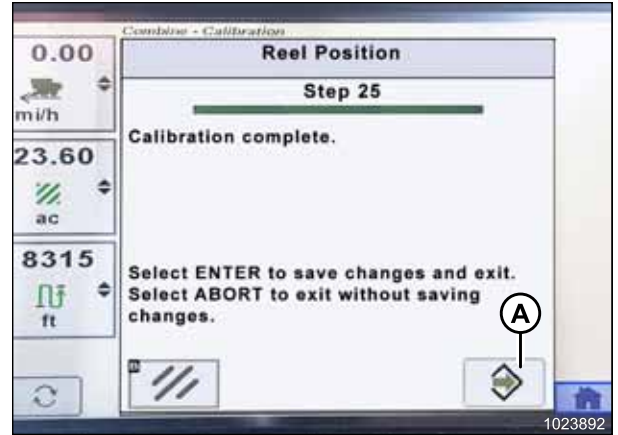 Combine - Calibration
Reel Position
Step 25
Calibration complete.
Select ENTER to save changes and exit.
Select ABORT to exit without saving
changes.
0.00
mi/h
23.60
ac
8315
ft
A
1023892